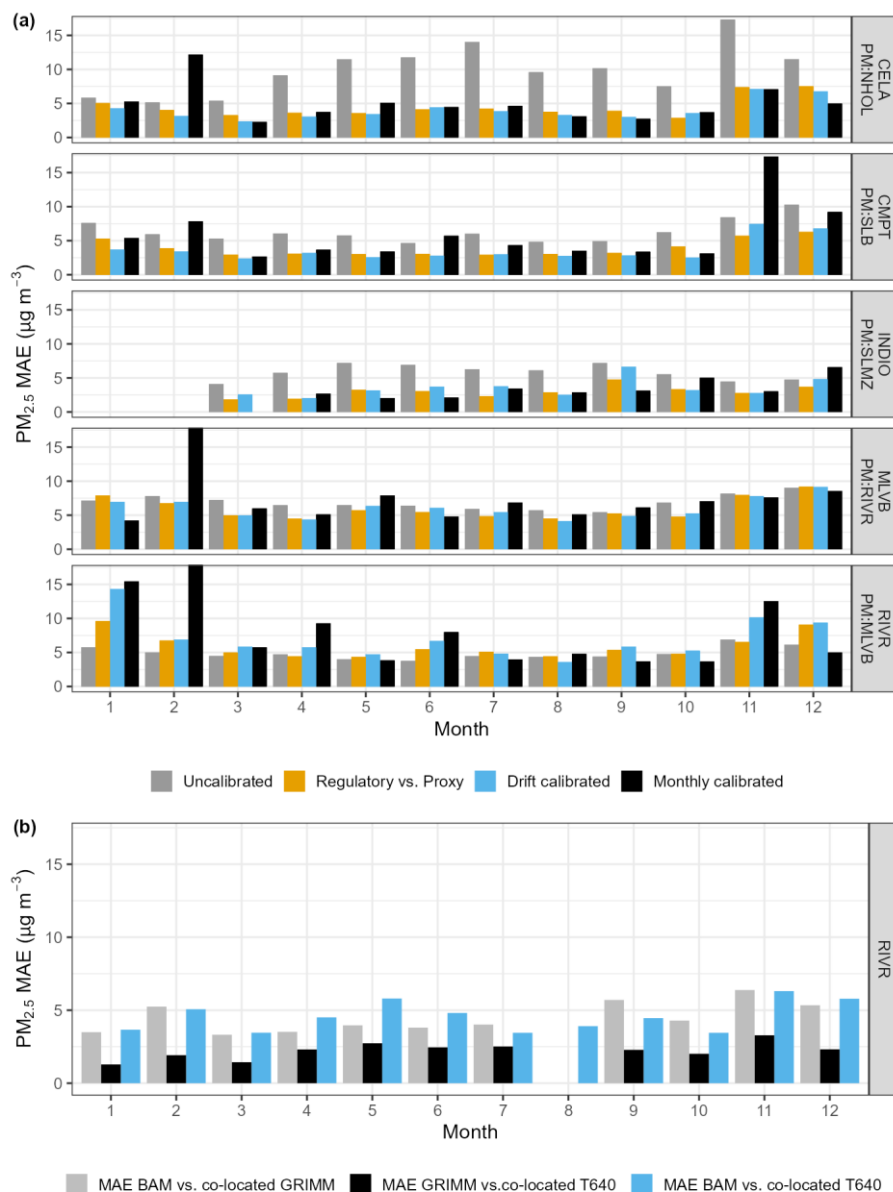 (a)
15
10
5
0
CELA
PM:NHOL
15
10
5
0
CMPT
PM:SLB
15
10
5
0
INDIO
PM:SLMZ
15
10
5
0
MLVB
PM:RIVR
15
10
5
0
RIVR
PM:MLVB
PM2.5 MAE (µg m−3)
1 2 3 4 5 6 7 8 9 10 11 12
Month
Uncalibrated Regulatory vs. Proxy Drift calibrated Monthly calibrated
(b)
15
10
5
0
PM2.5 MAE (µg m−3)
RIVR
1 2 3 4 5 6 7 8 9 10 11 12
Month
MAE BAM vs. co-located GRIMM MAE GRIMM vs.co-located T640 MAE BAM vs. co-located T640